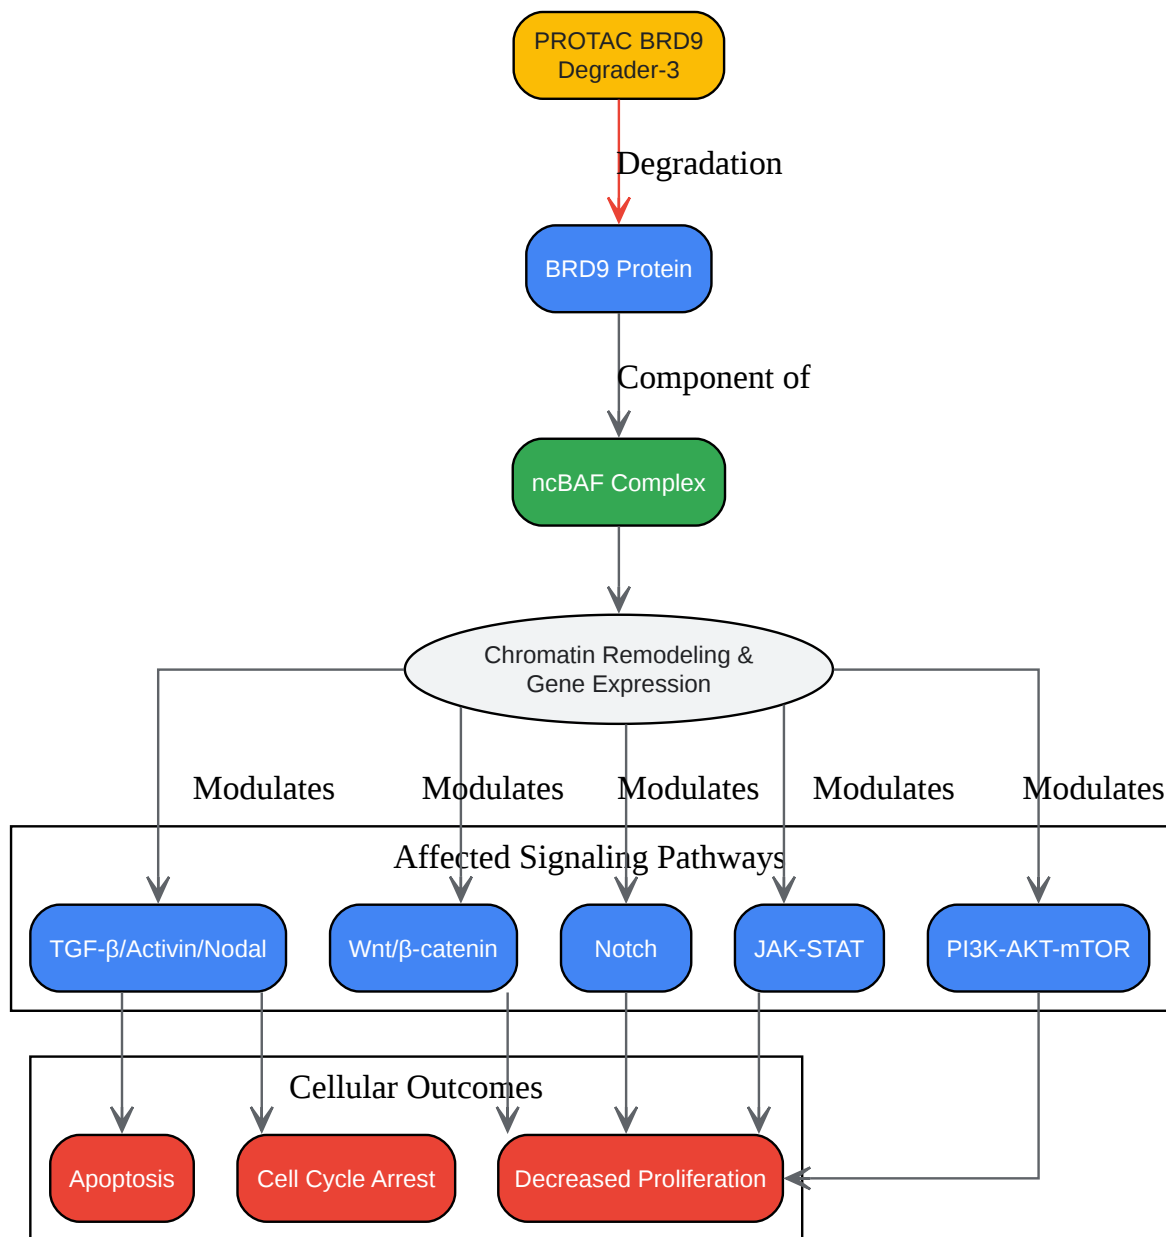 PROTAC BRD9
Degrader-3
Degradation
BRD9 Protein
Component of
ncBAF Complex
Chromatin Remodeling &
Gene Expression
Modulates
Modulates
Modulates
Modulates
Modulates
Affected Signaling Pathways
TGF-β/Activin/Nodal
Wnt/β-catenin
Notch
JAK-STAT
PI3K-AKT-mTOR
Cellular Outcomes
Apoptosis
Cell Cycle Arrest
Decreased Proliferation